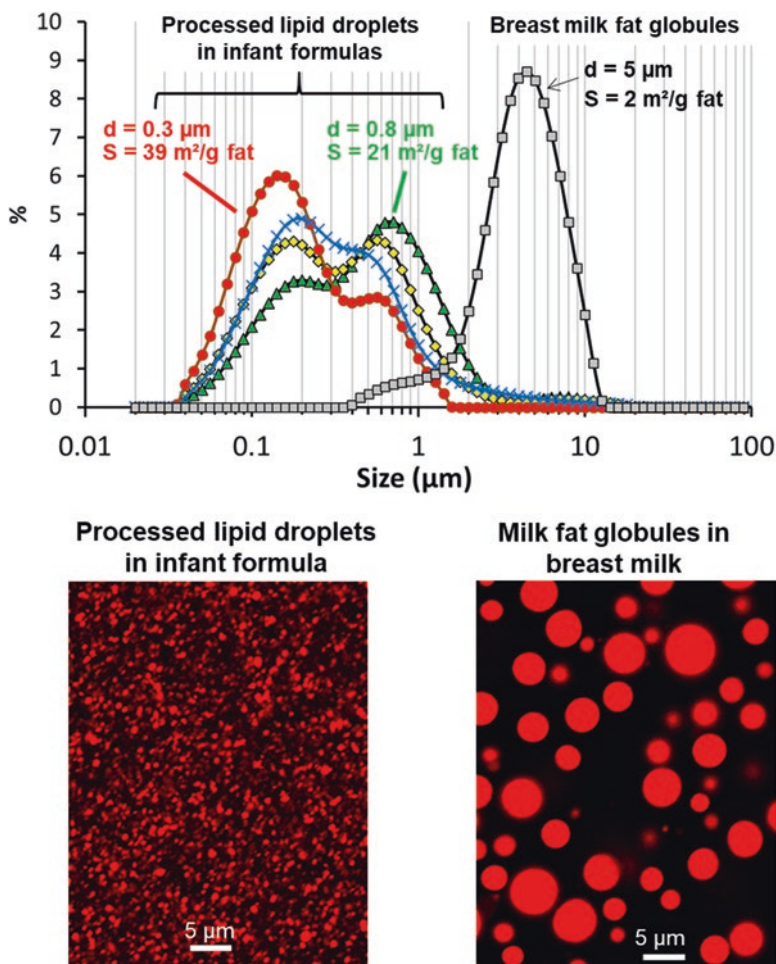 Processed lipid droplets
in infant formulas
Breast milk fat globules
d = 5 µm
S = 2 m²/g fat
d = 0.3 µm
S = 39 m²/g fat
d = 0.8 µm
S = 21 m²/g fat
%
10
9
8
7
6
5
4
3
2
1
0
0.01 0.1 1 10 100
Size (µm)
Processed lipid droplets
in infant formula
Milk fat globules in
breast milk
5 µm
5 µm